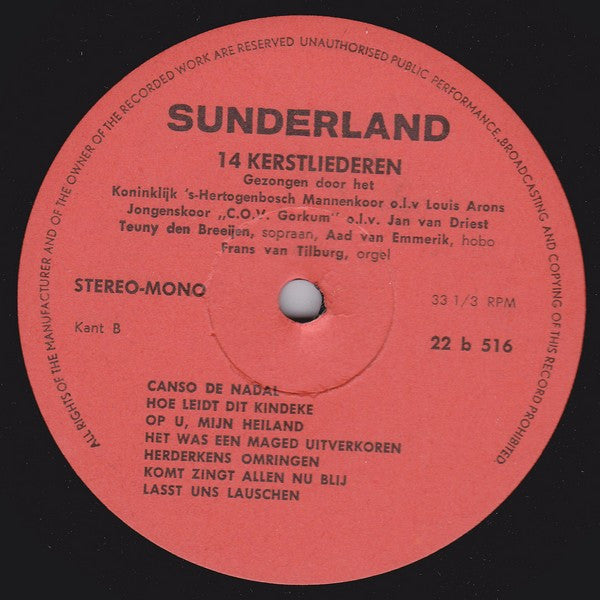 ALL RIGHTS OF THE MANUFACTURER AND OF THE OWNER OF THE RECORDED WORK ARE RESERVED UNAUTHORISED PUBLIC PERFORMANCE,,BROADCASTING AND COPYING OF THIS RECORD PROHIBITED
SUNDERLAND
14 KERSTLIEDEREN
Gezongen door het
Koninklijk 's-Hertogenbosch Mannenkoor o.l.v Louis Arons
Jongenskoor „C.O.V. Gorkum" o.l.v. Jan van Driest
Teuny den Breeijen, sopraan, Aad van Emmerik, hobo
Frans van Tilburg, orgel
STEREO-MONO
33 1/3 RPM
Kant B
22 b 516
CANSO DE NADAL
HOE LEIDT DIT KINDEKE
OP U, MIJN HEILAND
HET WAS EEN MAGED UITVERKOREN
HERDERKENS OMRINGEN
KOMT ZINGT ALLEN NU BLIJ
LASST UNS LAUSCHEN